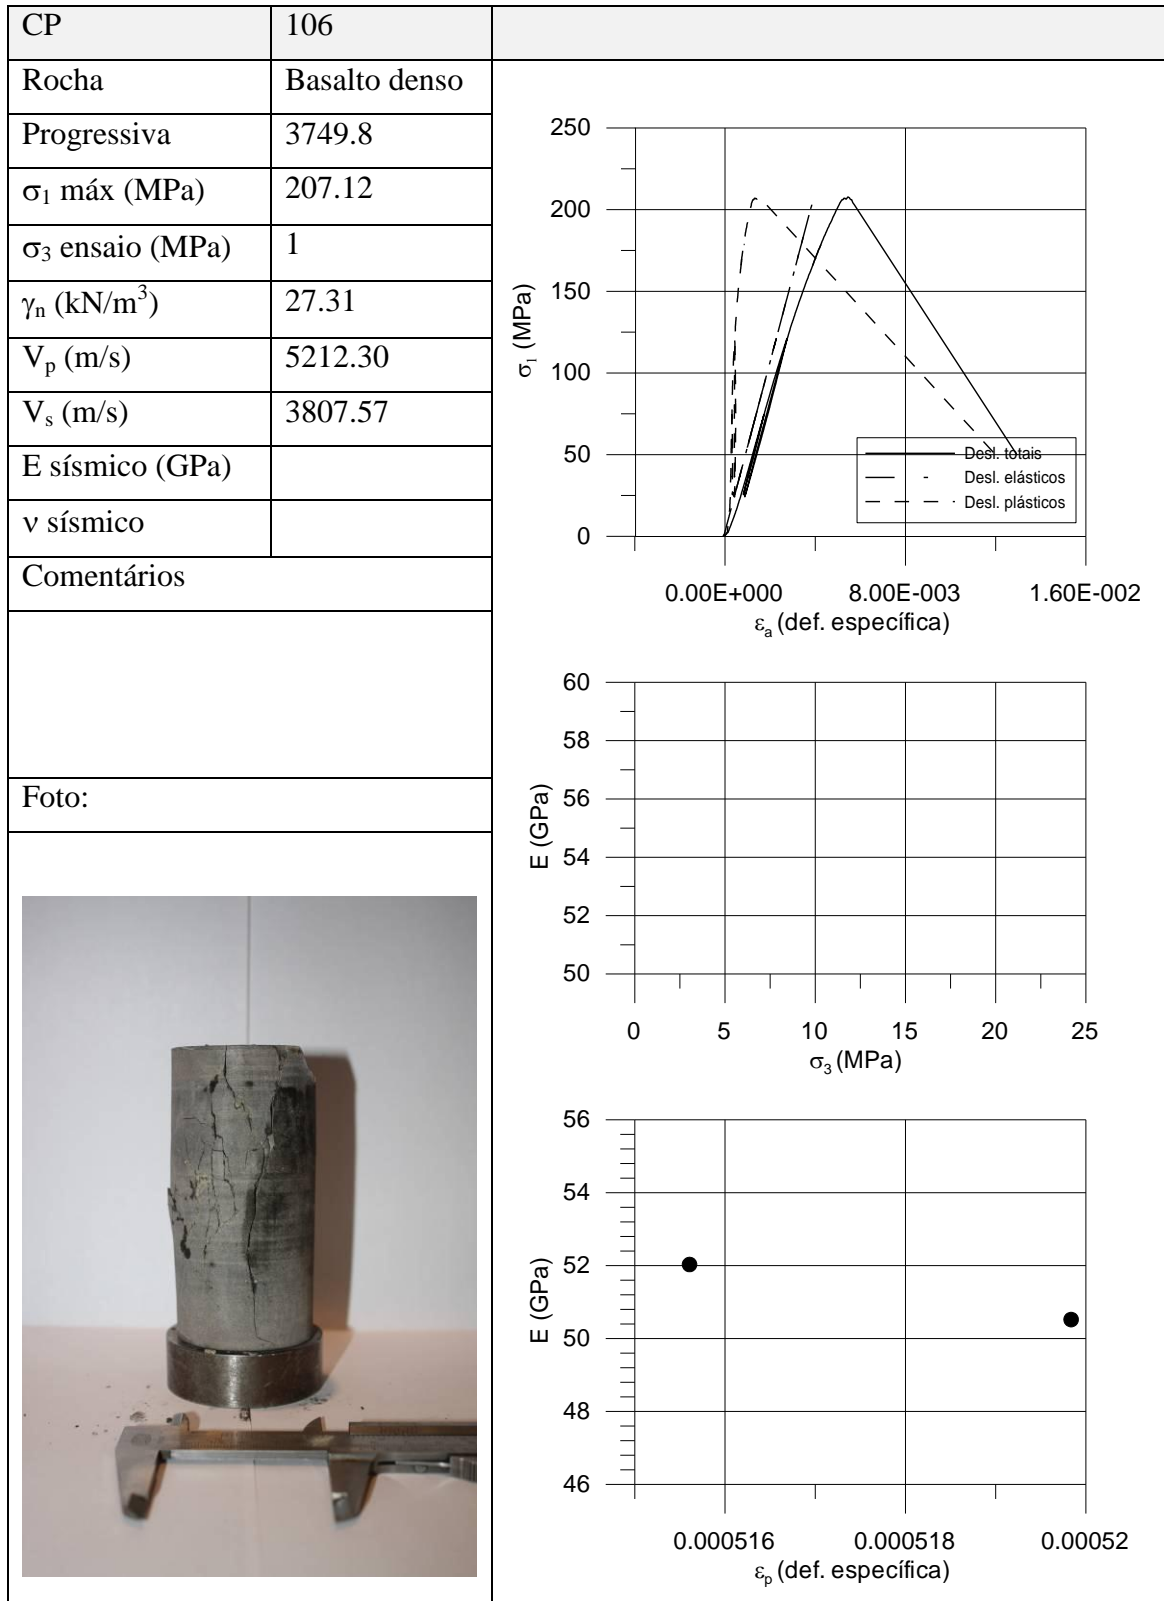 CP 106
Rocha Basalto denso
Progressiva 3749.8
σ1 máx (MPa) 207.12
σ3 ensaio (MPa) 1
γn (kN/m3) 27.31
Vp (m/s) 5212.30
Vs (m/s) 3807.57
E sísmico (GPa)
ν sísmico
Comentários
Foto:
250
200
150
100
50
0
σ1 (MPa)
Desl. totais
Desl. elásticos
Desl. plásticos
0.00E+000 8.00E-003 1.60E-002
εa (def. específica)
60
58
56
54
52
50
E (GPa)
0 5 10 15 20 25
σ3 (MPa)
56
54
52
50
48
46
E (GPa)
0.000516 0.000518 0.00052
εp (def. específica)